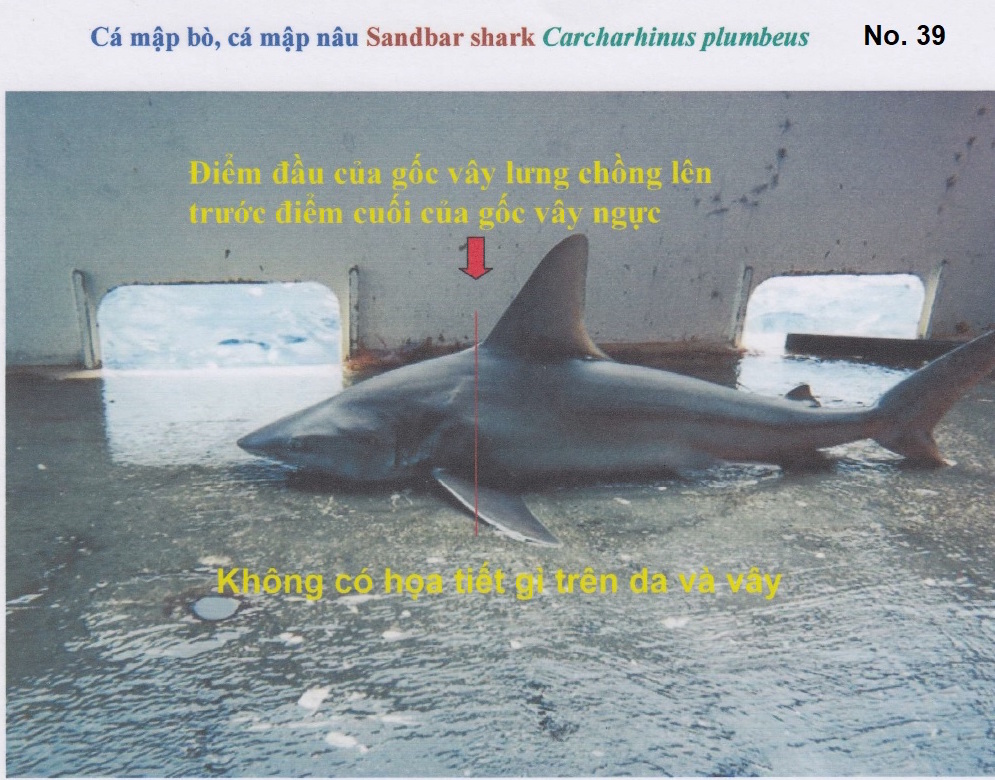 Cá mập bò, cá mập nâu Sandbar shark Carcharhinus plumbeus No. 39
Điểm đầu của gốc vây lưng chồng lên
trước điểm cuối của gốc vây ngực
Không có họa tiết gì trên da và vây